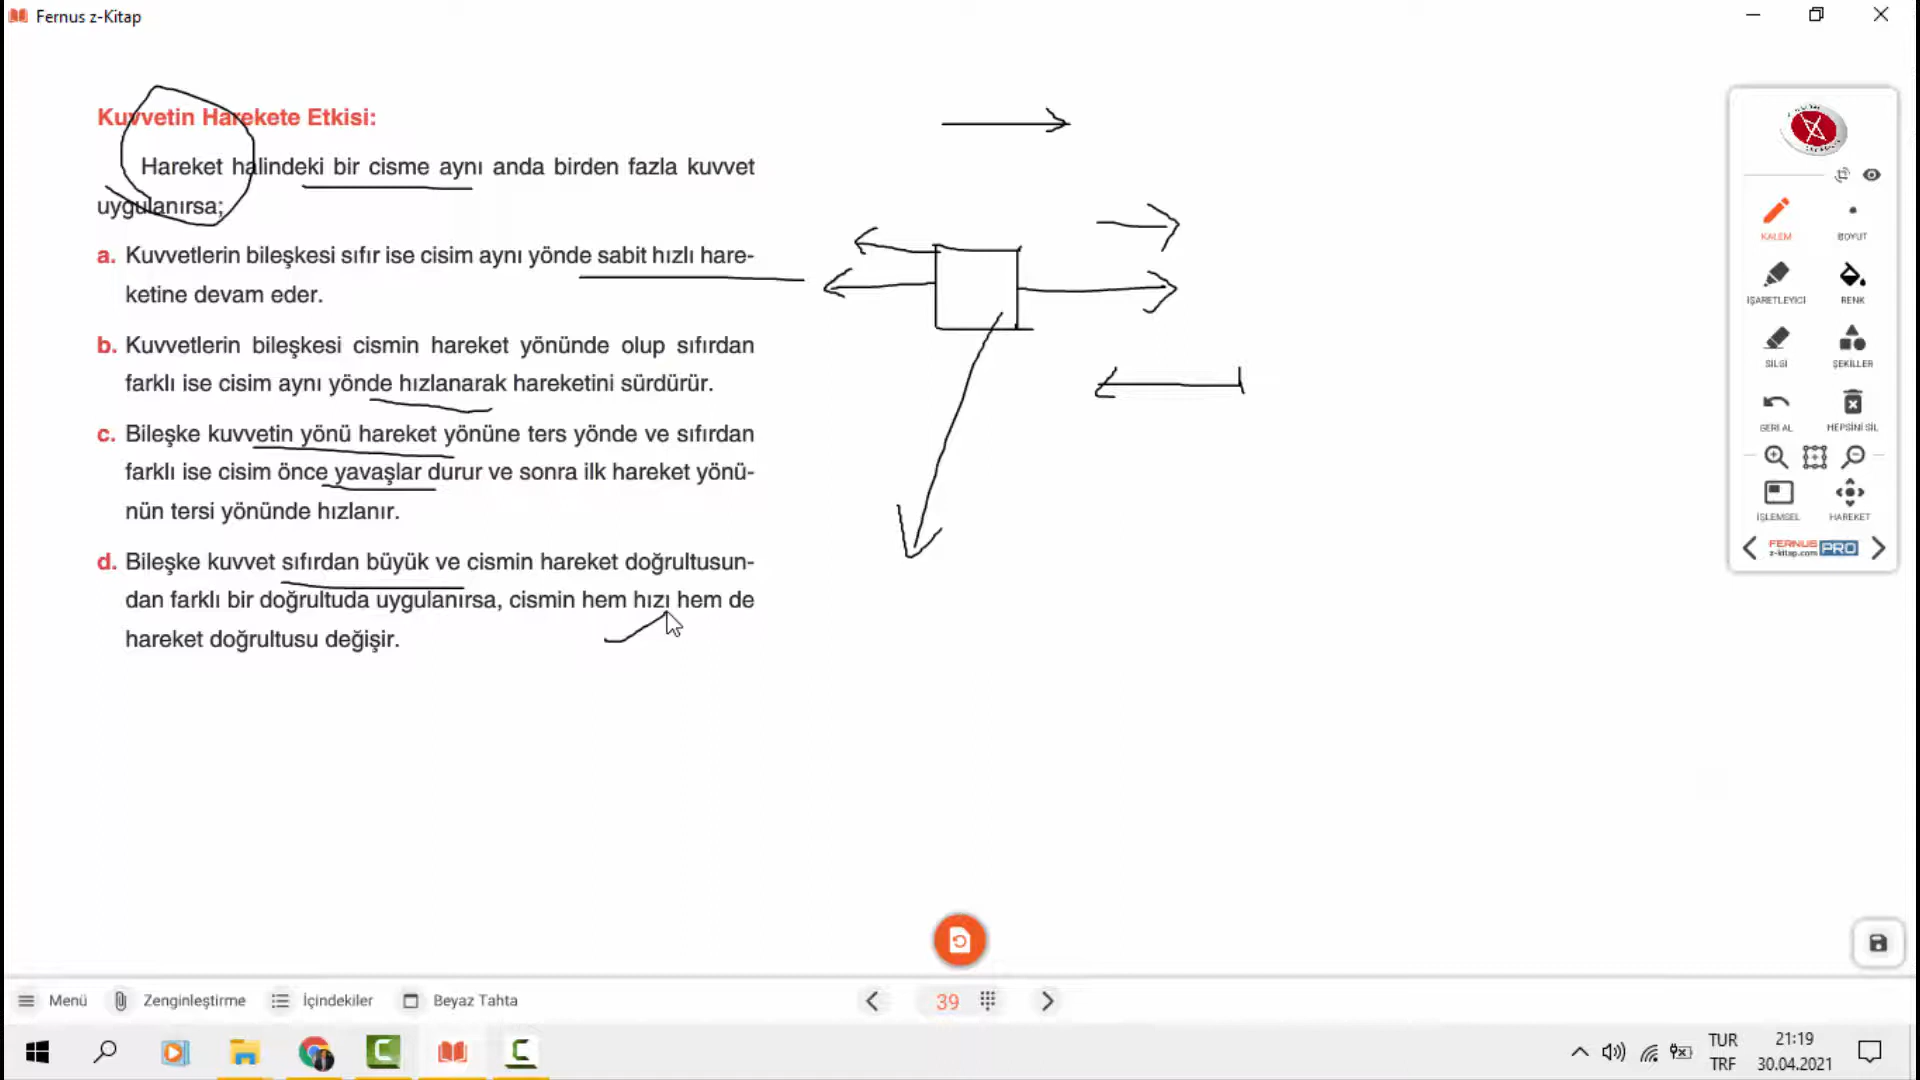 Fernus z-Kitap
Kuvvetin Harekete Etkisi:
Hareket halindeki bir cisme aynı anda birden fazla kuvvet
uygulanırsa;
a. Kuvvetlerin bileşkesi sıfır ise cisim aynı yönde sabit hızlı hare-
ketine devam eder.
b. Kuvvetlerin bileşkesi cismin hareket yönünde olup sıfırdan
farklı ise cisim aynı yönde hızlanarak hareketini sürdürür.
c. Bileşke kuvvetin yönü hareket yönüne ters yönde ve sıfırdan
farklı ise cisim önce yavaşlar durur ve sonra ilk hareket yönü-
nün tersi yönünde hızlanır.
d. Bileşke kuvvet sıfırdan büyük ve cismin hareket doğrultusun-
dan farklı bir doğrultuda uygulanırsa, cismin hem hızı hem de
hareket doğrultusu değişir.
KALEM BOYUT
İŞARETLEYİCİ RENK
SİLGİ ŞEKİLLER
GERİ AL HEPSİNİ SİL
İŞLEMSEL HAREKET
FERNUS z-kitap.com PRO
Menü Zenginleştirme İçindekiler Beyaz Tahta 39
TUR 21:19
TRF 30.04.2021